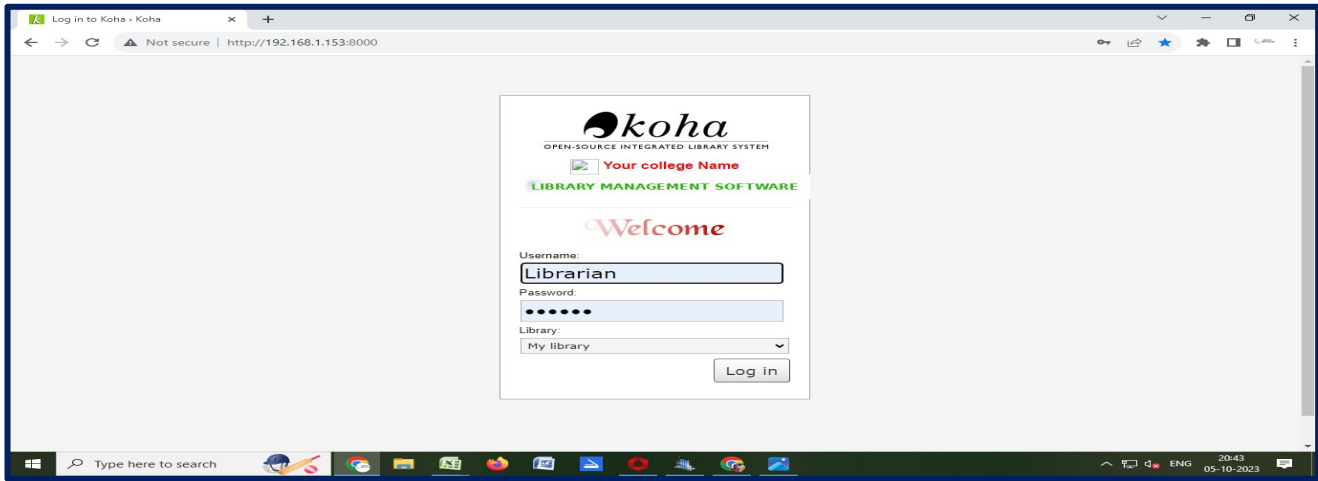 Log in to Koha › Koha
Not secure | http://192.168.1.153:8000
koha
OPEN-SOURCE INTEGRATED LIBRARY SYSTEM
Your college Name
LIBRARY MANAGEMENT SOFTWARE
Welcome
Username:
Librarian
Password:
••••••
Library:
My library
Log in
Type here to search
ENG
20:43
05-10-2023